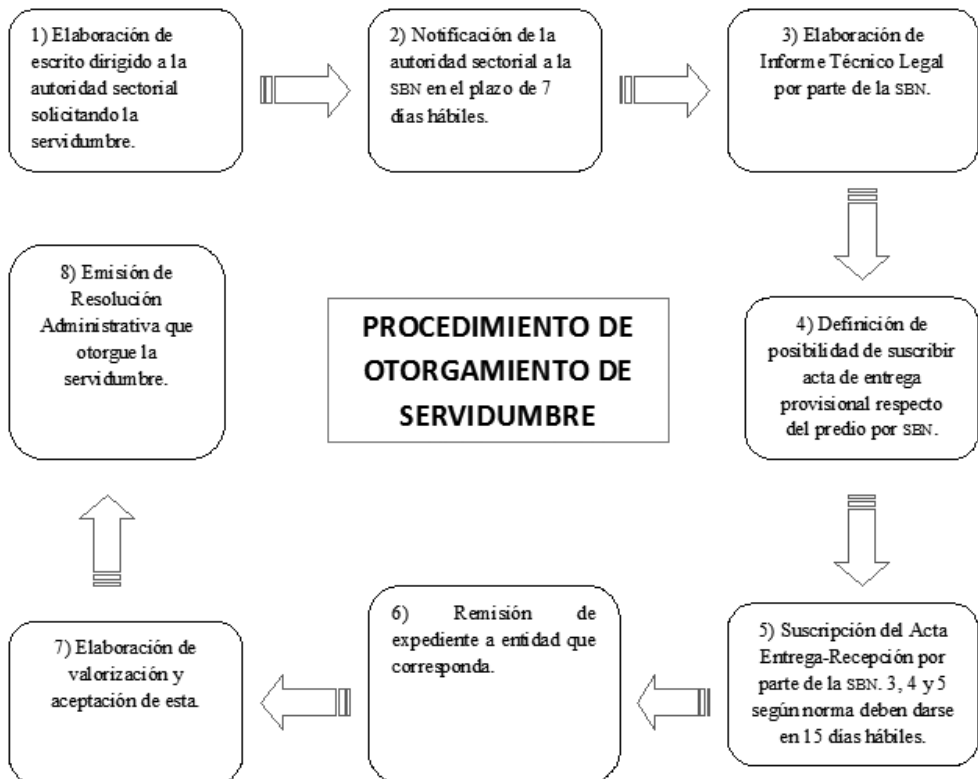 1) Elaboración de
escrito dirigido a la
autoridad sectorial
solicitando la
servidumbre.
2) Notificación de la
autoridad sectorial a la
SBN en el plazo de 7
días hábiles.
3) Elaboración de
Informe Técnico Legal
por parte de la SBN.
4) Definición de
posibilidad de suscribir
acta de entrega
provisional respecto
del predio por SBN.
5) Suscripción del Acta
Entrega-Recepción por
parte de la SBN. 3, 4 y 5
según norma deben darse
en 15 días hábiles.
6) Remisión de
expediente a entidad que
corresponda.
7) Elaboración de
valorización y
aceptación de esta.
8) Emisión de
Resolución
Administrativa que
otorgue la
servidumbre.
PROCEDIMIENTO DE
OTORGAMIENTO DE
SERVIDUMBRE